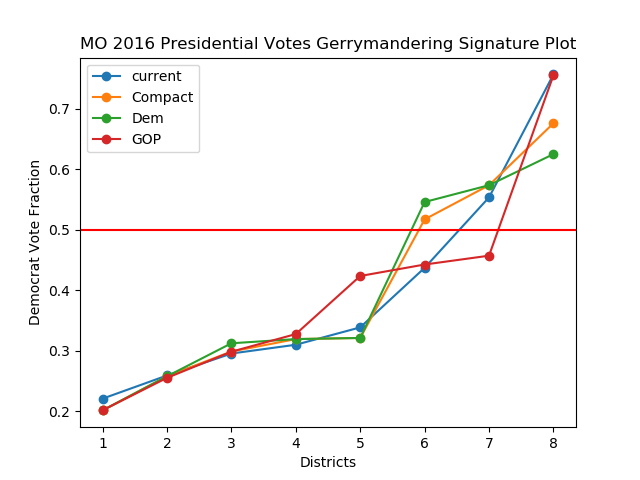 MO 2016 Presidential Votes Gerrymandering Signature Plot
current
Compact
Dem
GOP
Democrat Vote Fraction
0.7
0.6
0.5
0.4
0.3
0.2
1 2 3 4 5 6 7 8
Districts